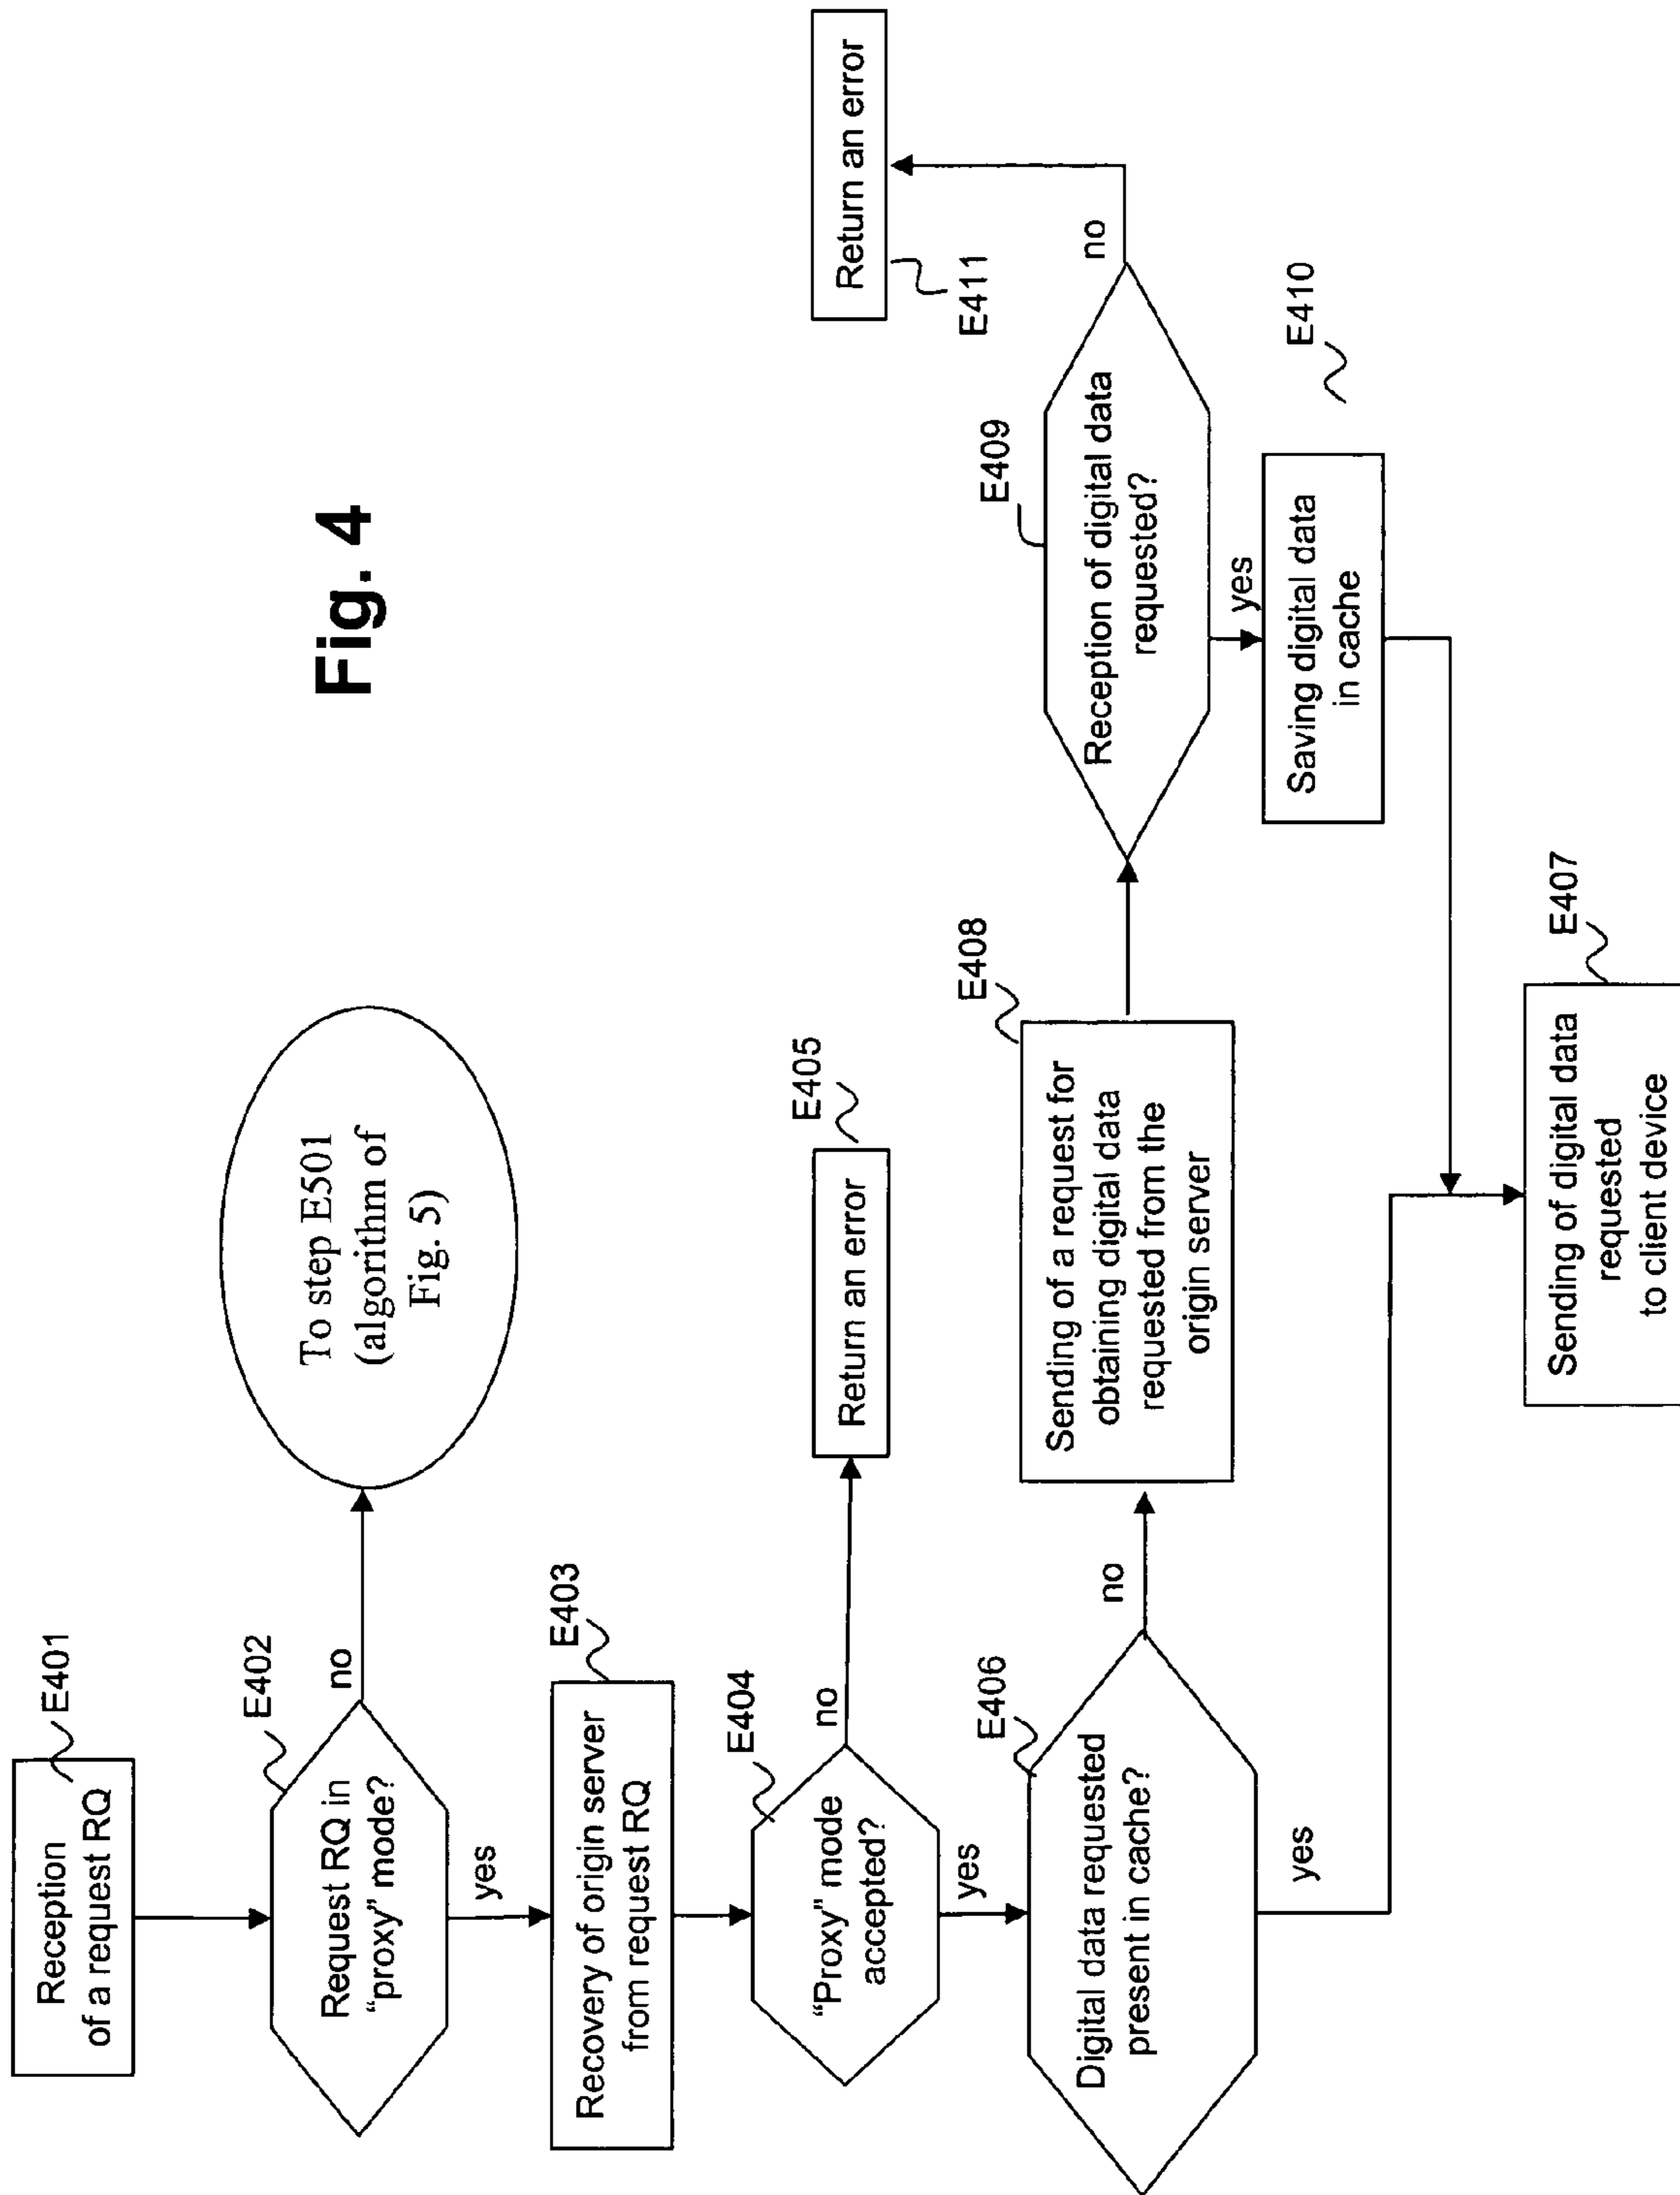 Fig. 4
E401
Reception
of a request RQ
E402
Request RQ in
“proxy” mode?
no
To step E501
(algorithm of
Fig. 5)
yes
E403
Recovery of origin server
from request RQ
E404
“Proxy” mode
accepted?
no
E405
Return an error
yes
E406
Digital data requested
present in cache?
no
E408
Sending of a request for
obtaining digital data
requested from the
origin server
E409
Reception of digital data
requested?
no
E411
Return an error
yes
E410
Saving digital data
in cache
yes
E407
Sending of digital data
requested
to client device